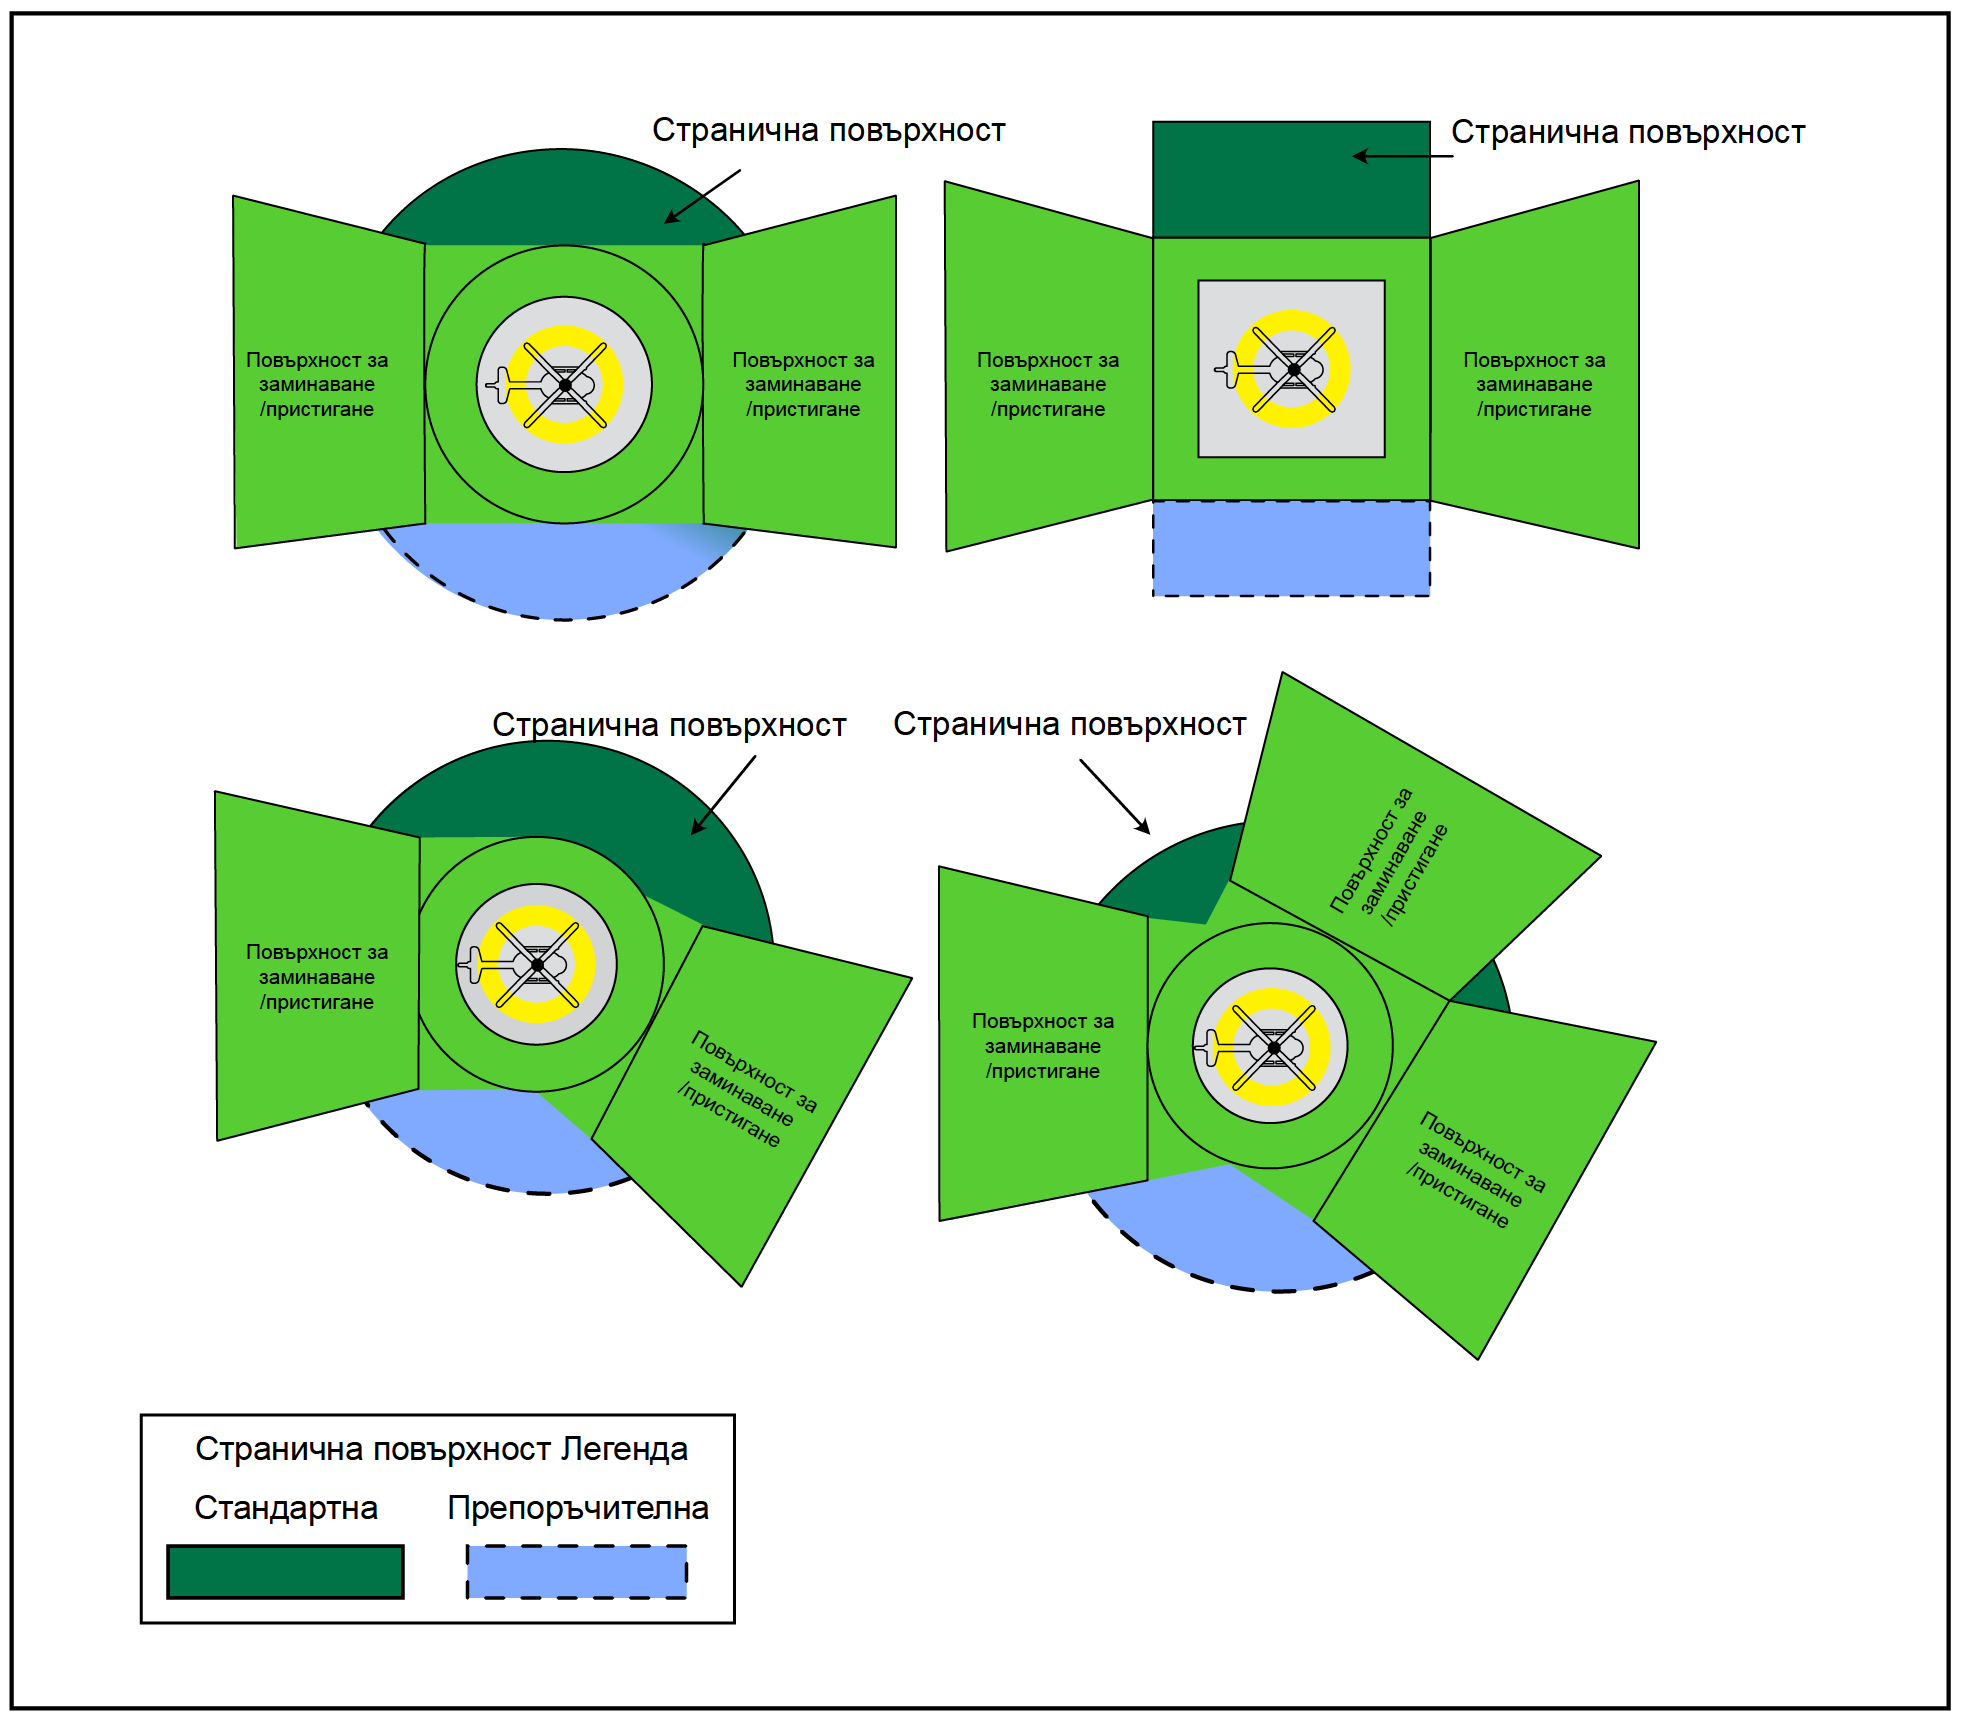 Странична повърхност
Странична повърхност
Повърхност за
заминаване
/пристигане
Повърхност за
заминаване
/пристигане
Повърхност за
заминаване
/пристигане
Повърхност за
заминаване
/пристигане
Странична повърхност
Странична повърхност
Повърхност за
заминаване
/пристигане
Повърхност за
заминаване
/пристигане
Повърхност за
заминаване
/пристигане
Повърхност за
заминаване
/пристигане
Повърхност за
заминаване
/пристигане
Странична повърхност Легенда
Стандартна
Препоръчителна